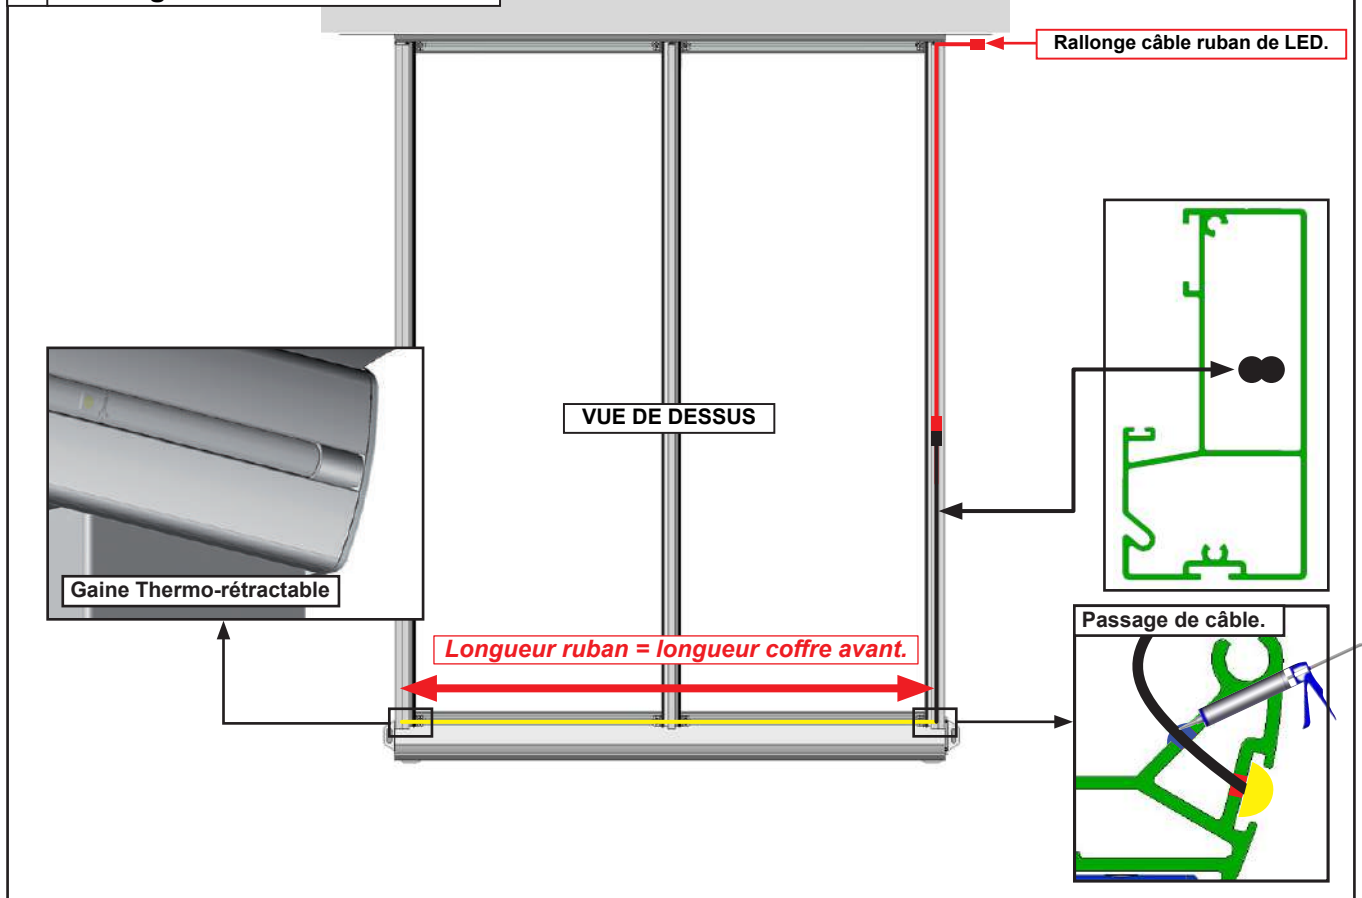 Rallonge câble ruban de LED.
VUE DE DESSUS
Gaine Thermo-rétractable
Passage de câble.
Longueur ruban = longueur coffre avant.